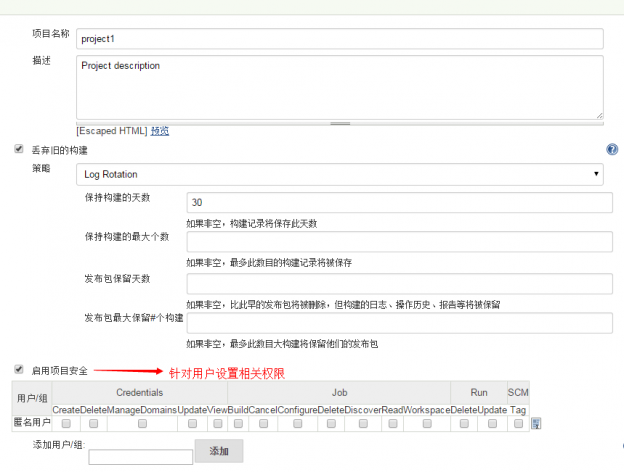 项目名称 project1
描述 Project description
[Escaped HTML] 预览
丢弃旧的构建
策略 Log Rotation
保持构建的天数 30
如果非空，构建记录将保存此天数
保持构建的最大个数
如果非空，最多此数目的构建记录将被保存
发布包保留天数
如果非空，比此早的发布包将被删除，但构建的日志、操作历史、报告等将被保留
发布包最大保留#个构建
如果非空，最多此数目大构建将保留他们的发布包
启用项目安全 针对用户设置相关权限
用户/组 Credentials Job Run SCM
Create Delete ManageDomains Update View Build Cancel Configure Delete Discover Read Workspace Delete Update Tag
匿名用户
添加用户/组: 添加